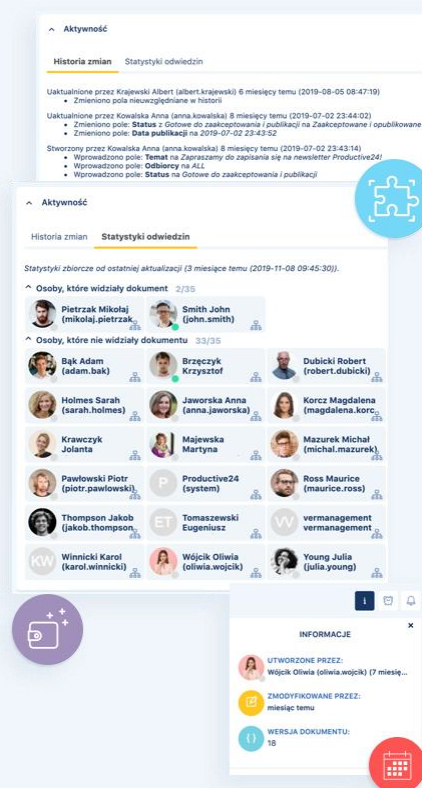 Aktywność
Historia zmian Statystyki odwiedzin
Uaktualnione przez Krajewski Albert (albert.krajewski) 6 miesięcy temu (2019-08-05 08:47:19)
Zmieniono pola nieuwzględniane w historii
Uaktualnione przez Kowalska Anna (anna.kowalska) 8 miesięcy temu (2019-07-02 23:44:02)
Zmieniono pole: Status z Gotowe do zaakceptowania i publikacji na Zaakceptowane i opublikowane
Zmieniono pole: Data publikacji na 2019-07-02 23:43:52
Stworzony przez Kowalska Anna (anna.kowalska) 8 miesięcy temu (2019-07-02 23:43:14)
Wprowadzono pole: Temat na Zapraszamy do zapisania się na newsletter Productive24!
Wprowadzono pole: Odbiorcy na ALL
Wprowadzono pole: Status na Gotowe do zaakceptowania i publikacji
Aktywność
Historia zmian Statystyki odwiedzin
Statystyki zbiorcze od ostatniej aktualizacji (3 miesiące temu (2019-11-08 09:45:30)).
Osoby, które widziały dokument 2/35
Pietrzak Mikołaj Smith John
(mikolaj.pietrzak (john.smith)
Osoby, które nie widziały dokumentu 33/35
Bąk Adam Brzęczyk Dubicki Robert
(adam.bak) Krzysztof (robert.dubicki)
Holmes Sarah Jaworska Anna Korcz Magdalena
(sarah.holmes) (anna.jaworska) (magdalena.korc
Krawczyk Majewska Mazurek Michał
Jolanta Martyna (michal.mazurek)
Pawłowski Piotr P Productive24 Ross Maurice
(piotr.pawlowski) (system) (maurice.ross)
Thompson Jakob ET Tomaszewski VV vermanagement
(jakob.thompson Eugeniusz vermanagement
KW Winnicki Karol Wójcik Oliwia Young Julia
(karol.winnicki) (oliwia.wojcik) (julia.young)
i
INFORMACJE
UTWORZONE PRZEZ:
Wójcik Oliwia (oliwia.wojcik) (7 miesię...
ZMODYFIKOWANE PRZEZ:
miesiąc temu
WERSJA DOKUMENTU:
18